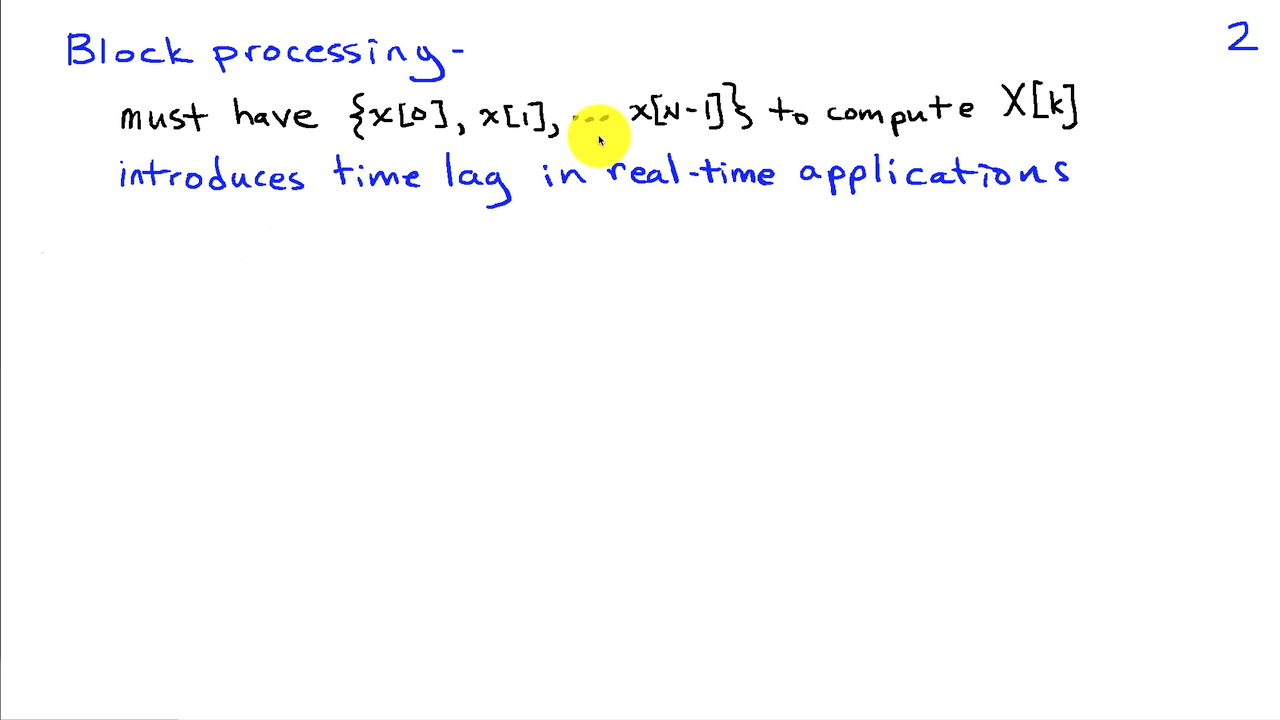 2
Block processing -
must have {x[0], x[1], ... x[N-1]} to compute X[k]
introduces time lag in real-time applications